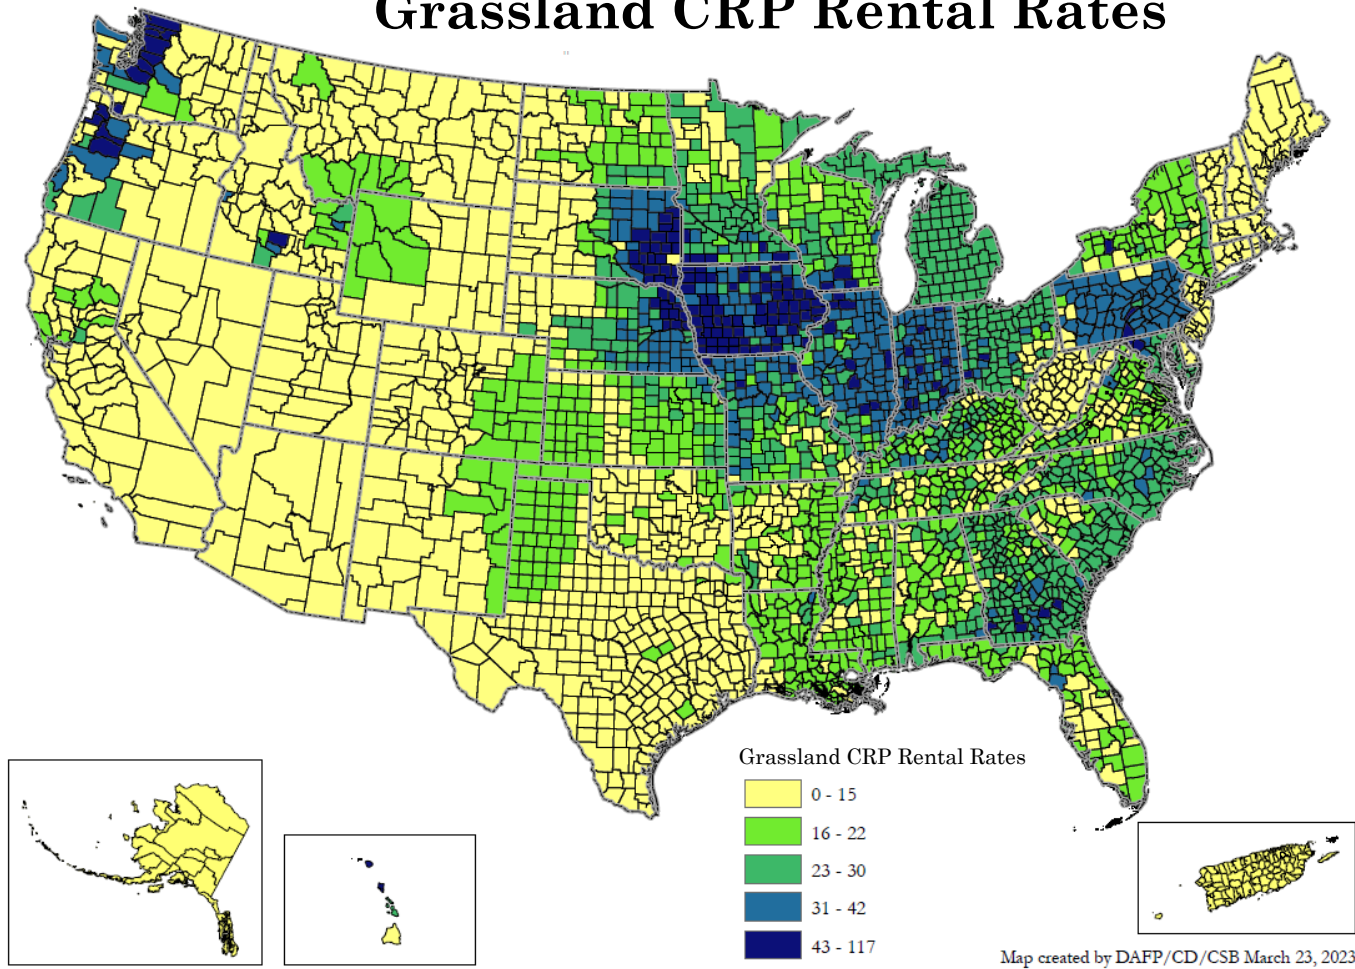 Grassland CRP Rental Rates
Grassland CRP Rental Rates
0 - 15
16 - 22
23 - 30
31 - 42
43 - 117
Map created by DAFP/CD/CSB March 23, 2023